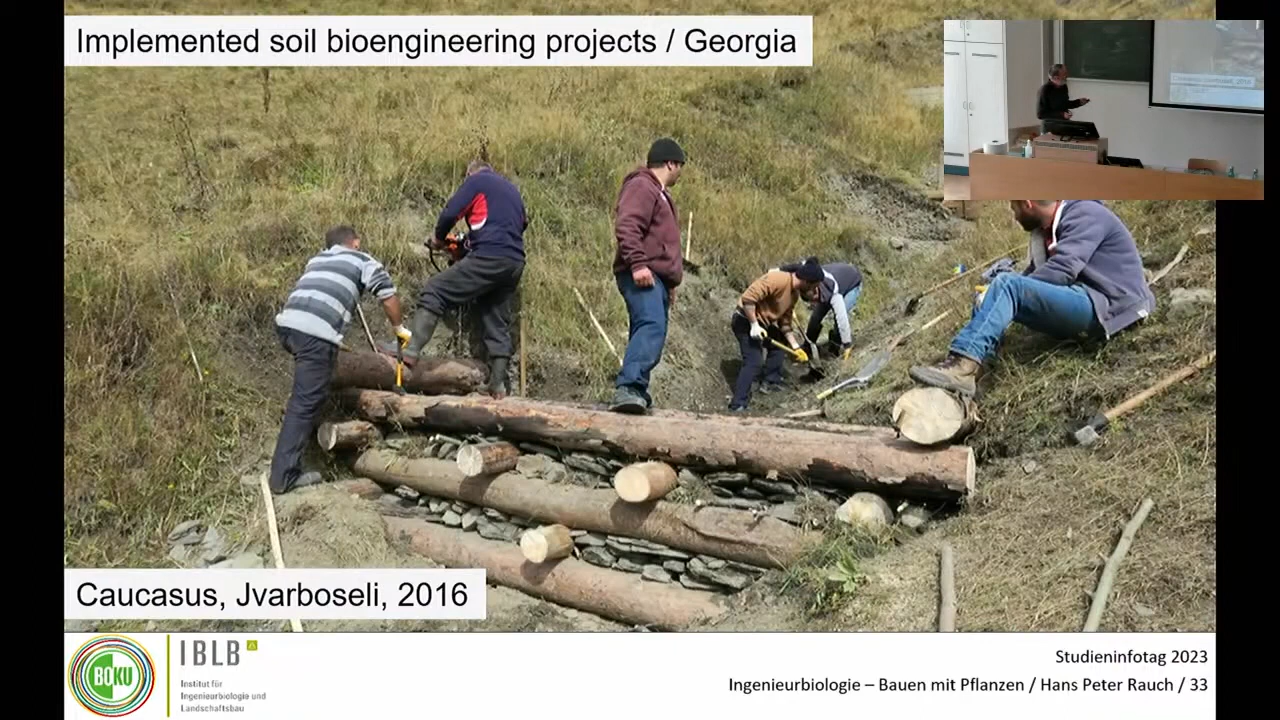 Implemented soil bioengineering projects / Georgia
Caucasus, Jvarboseli, 2016
BOKU
IBLB
Institut für
Ingenieurbiologie und
Landschaftsbau
Studieninfotag 2023
Ingenieurbiologie – Bauen mit Pflanzen / Hans Peter Rauch / 33